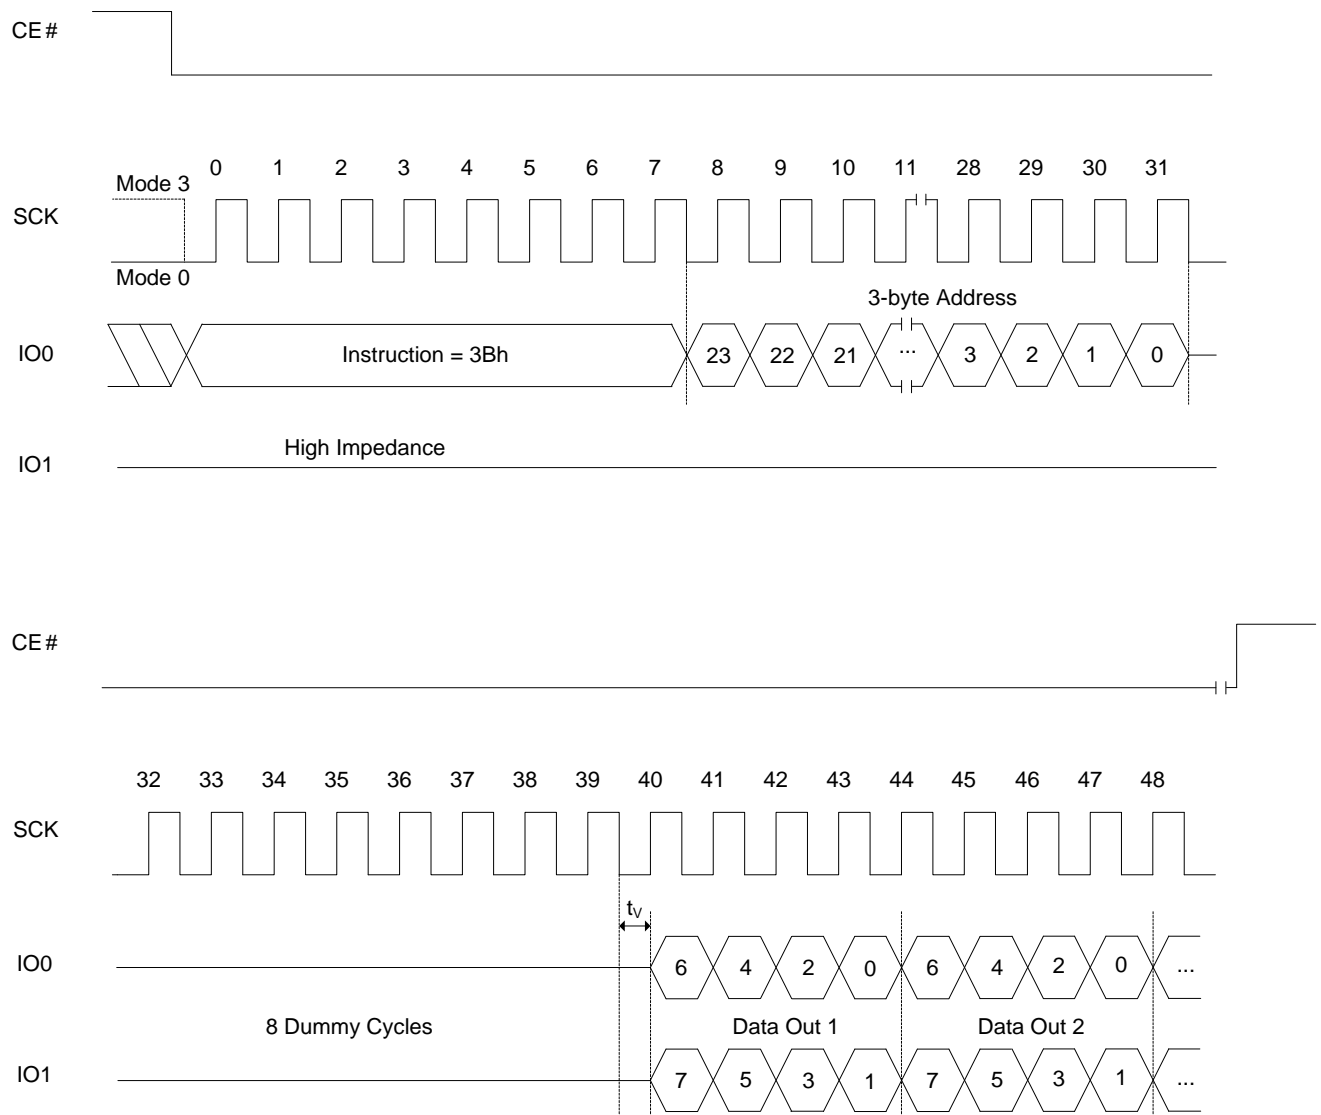 CE#
0 1 2 3 4 5 6 7 8 9 10 11 28 29 30 31
Mode 3
SCK
Mode 0
3-byte Address
IO0 Instruction = 3Bh 23 22 21 ... 3 2 1 0
High Impedance
IO1
CE#
32 33 34 35 36 37 38 39 40 41 42 43 44 45 46 47 48
SCK
tV
IO0 6 4 2 0 6 4 2 0 ...
8 Dummy Cycles Data Out 1 Data Out 2
IO1 7 5 3 1 7 5 3 1 ...